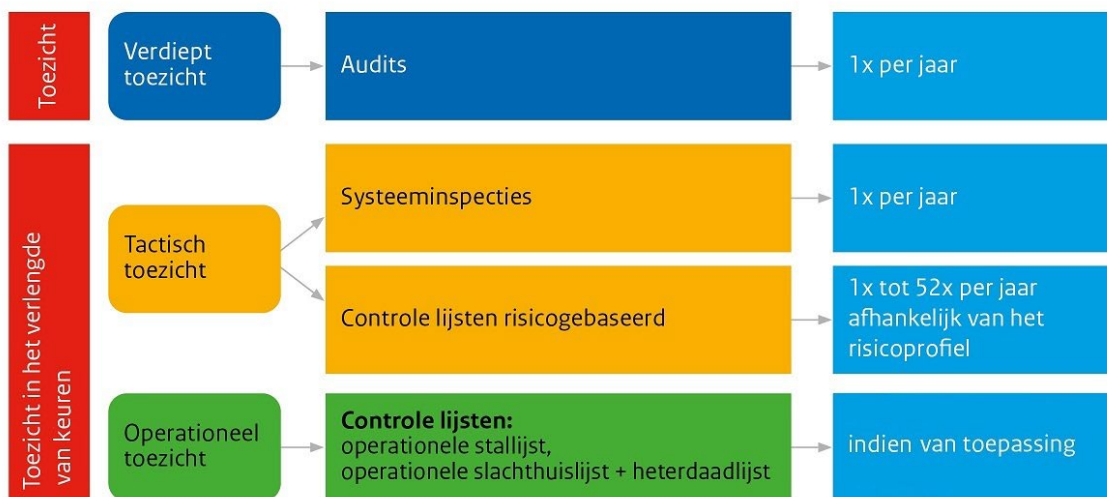 Toezicht
Verdiept
toezicht
Audits
1x per jaar
Toezicht in het verlengde
van keuren
Tactisch
toezicht
Systeeminspecties
1x per jaar
Controle lijsten risicogebaseerd
1x tot 52x per jaar
afhankelijk van het
risicoprofiel
Operationeel
toezicht
Controle lijsten:
operationele stallijst,
operationele slachthuislijst + heterdaadlijst
indien van toepassing